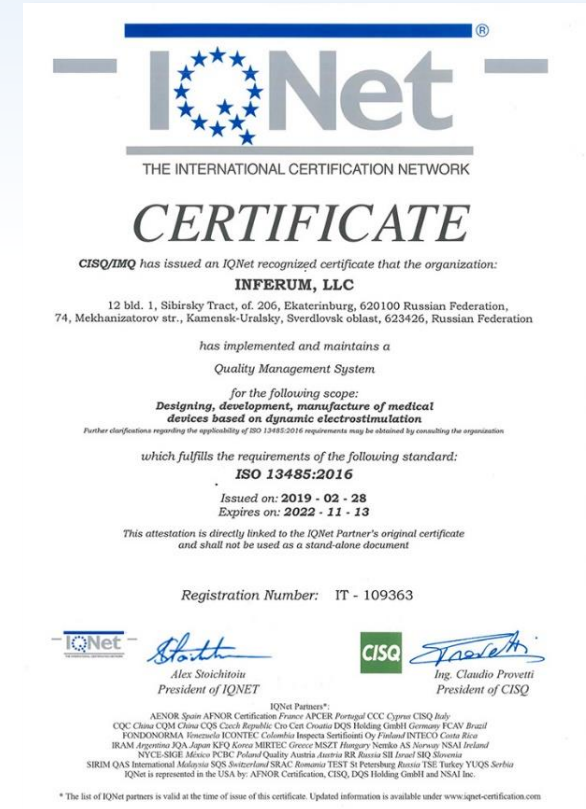 IQNet ®
THE INTERNATIONAL CERTIFICATION NETWORK
CERTIFICATE
CISQ/IMQ has issued an IQNet recognized certificate that the organization:
INFERUM, LLC
12 bld. 1, Sibirsky Tract, of. 206, Ekaterinburg, 620100 Russian Federation,
74, Mekhanizatorov str., Kamensk-Uralsky, Sverdlovsk oblast, 623426, Russian Federation
has implemented and maintains a
Quality Management System
for the following scope:
Designing, development, manufacture of medical
devices based on dynamic electrostimulation
Further clarifications regarding the applicability of ISO 13485:2016 requirements may be obtained by consulting the organization
which fulfills the requirements of the following standard:
ISO 13485:2016
Issued on: 2019 - 02 - 28
Expires on: 2022 - 11 - 13
This attestation is directly linked to the IQNet Partner's original certificate
and shall not be used as a stand-alone document
Registration Number: IT - 109363
IQNet
CISQ
Alex Stoichitoiu
President of IQNET
Ing. Claudio Provetti
President of CISQ
IQNet Partners*:
AENOR Spain AFNOR Certification France APCER Portugal CCC Cyprus CISQ Italy
CQC China CQM China CQS Czech Republic Cro Cert Croatia DQS Holding GmbH Germany FCAV Brazil
FONDONORMA Venezuela ICONTEC Colombia Inspecta Sertifiointi Oy Finland INTECO Costa Rica
IRAM Argentina JQA Japan KFQ Korea MIRTEC Greece MSZT Hungary Nemko AS Norway NSAI Ireland
NYCE-SIGE México PCBC Poland Quality Austria Austria RR Russia SII Israel SIQ Slovenia
SIRIM QAS International Malaysia SQS Switzerland SRAC Romania TEST St Petersburg Russia TSE Turkey YUQS Serbia
IQNet is represented in the USA by: AFNOR Certification, CISQ, DQS Holding GmbH and NSAI Inc.
* The list of IQNet partners is valid at the time of issue of this certificate. Updated information is available under www.iqnet-certification.com